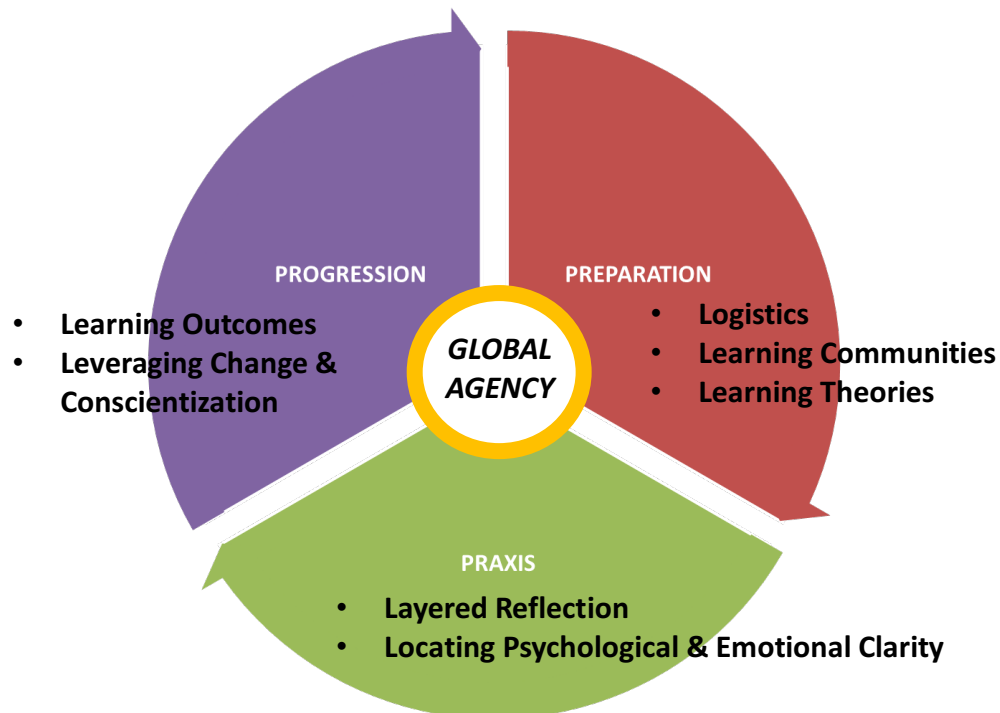 PROGRESSION
• Learning Outcomes
• Leveraging Change &
Conscientization
PREPARATION
• Logistics
• Learning Communities
• Learning Theories
GLOBAL
AGENCY
PRAXIS
• Layered Reflection
• Locating Psychological & Emotional Clarity